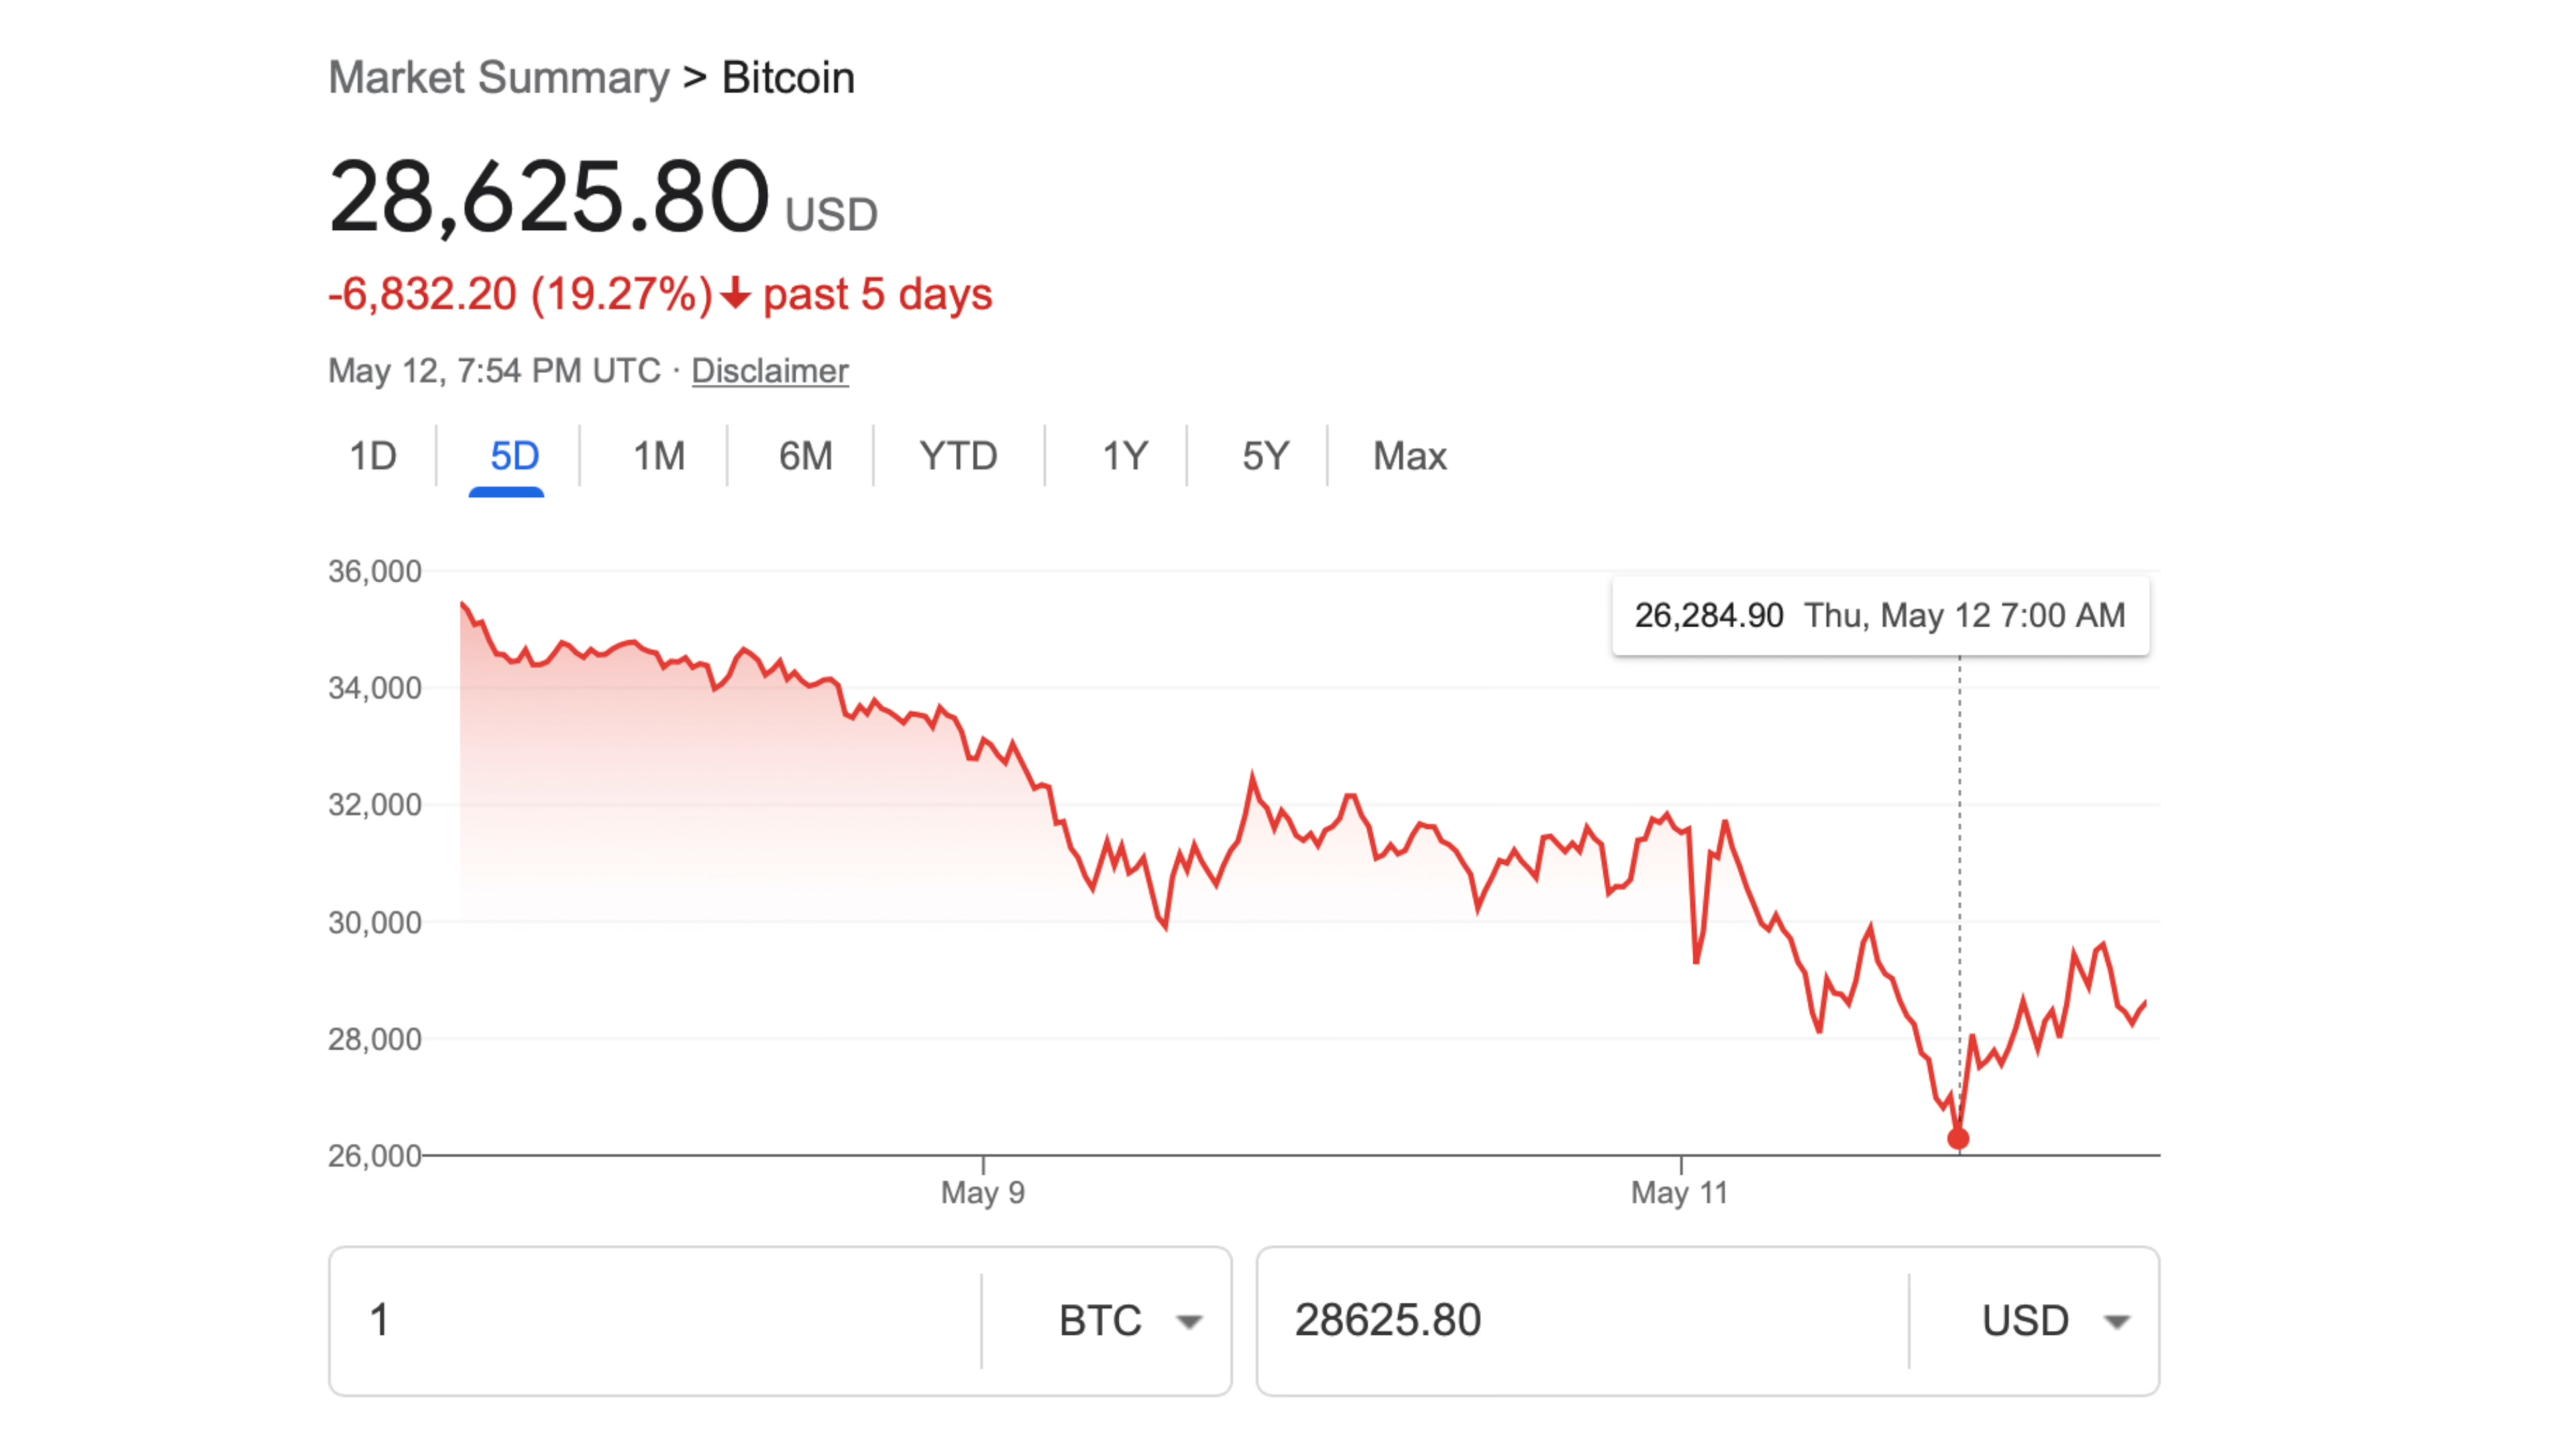 Market Summary > Bitcoin
28,625.80 USD
-6,832.20 (19.27%) ↓ past 5 days
May 12, 7:54 PM UTC · Disclaimer
1D 5D 1M 6M YTD 1Y 5Y Max
36,000
26,284.90 Thu, May 12 7:00 AM
34,000
32,000
30,000
28,000
26,000
May 9 May 11
1 BTC 28625.80 USD